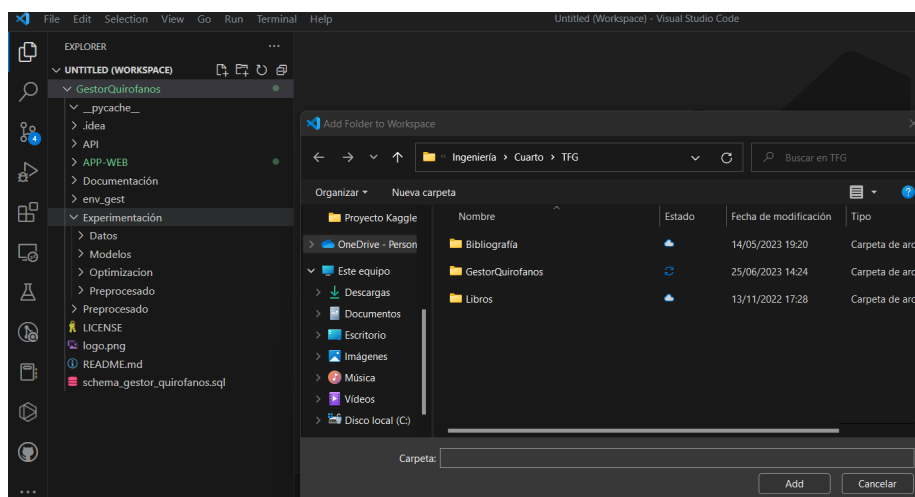 File Edit Selection View Go Run Terminal Help Untitled (Workspace) - Visual Studio Code
EXPLORER
UNTITLED (WORKSPACE)
GestorQuirofanos
__pycache__
.idea
API
APP-WEB
Documentación
env_gest
Experimentación
Datos
Modelos
Optimizacion
Preprocesado
Preprocesado
LICENSE
logo.png
README.md
schema_gestor_quirofanos.sql
4
Add Folder to Workspace
Ingeniería > Cuarto > TFG
Buscar en TFG
Organizar Nueva carpeta
Proyecto Kaggle
OneDrive - Person
Este equipo
Descargas
Documentos
Escritorio
Imágenes
Música
Vídeos
Disco local (C:)
Nombre Estado Fecha de modificación Tipo
Bibliografía 14/05/2023 19:20 Carpeta de arc
GestorQuirofanos 25/06/2023 14:24 Carpeta de arc
Libros 13/11/2022 17:28 Carpeta de arc
Carpeta:
Add Cancelar